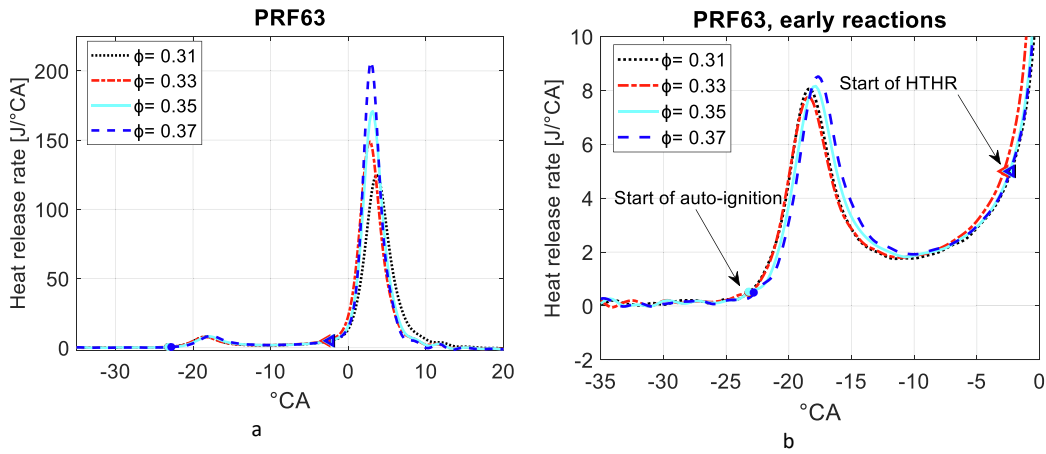 PRF63
Heat release rate [J/°CA]
200
150
100
50
0
ϕ= 0.31
ϕ= 0.33
ϕ= 0.35
ϕ= 0.37
-30
-20
-10
0
10
20
°CA
a
PRF63, early reactions
Heat release rate [J/°CA]
10
8
6
4
2
0
-2
ϕ= 0.31
ϕ= 0.33
ϕ= 0.35
ϕ= 0.37
Start of HTHR
Start of auto-ignition
-35
-30
-25
-20
-15
-10
-5
0
°CA
b